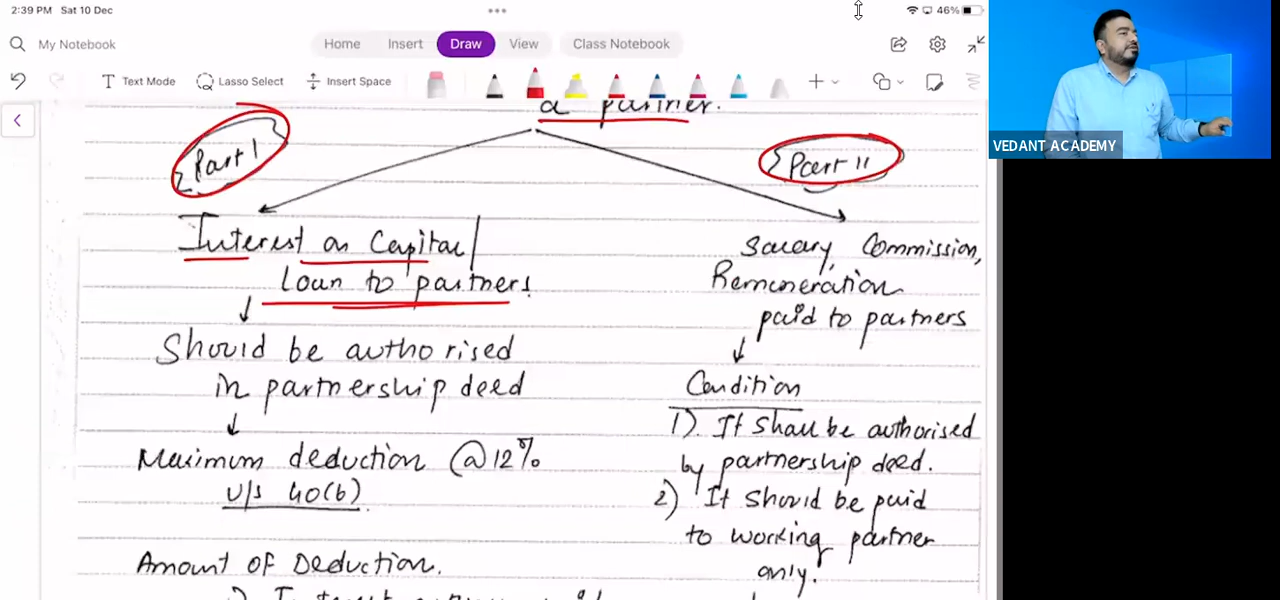 2:39 PM Sat 10 Dec
46%
My Notebook
Home Insert Draw View Class Notebook
Text Mode Lasso Select Insert Space
VEDANT ACADEMY
a partner.
Part I
Part II
Interest on Capital/
Loan to partners.
Should be authorised
in partnership deed
Maximum deduction @12%
u/s 40(b).
Amount of Deduction.
Salary, Commission,
Remuneration
paid to partners
Condition
1). It shall be authorised
by partnership deed.
2) It should be paid
to working partner
only.